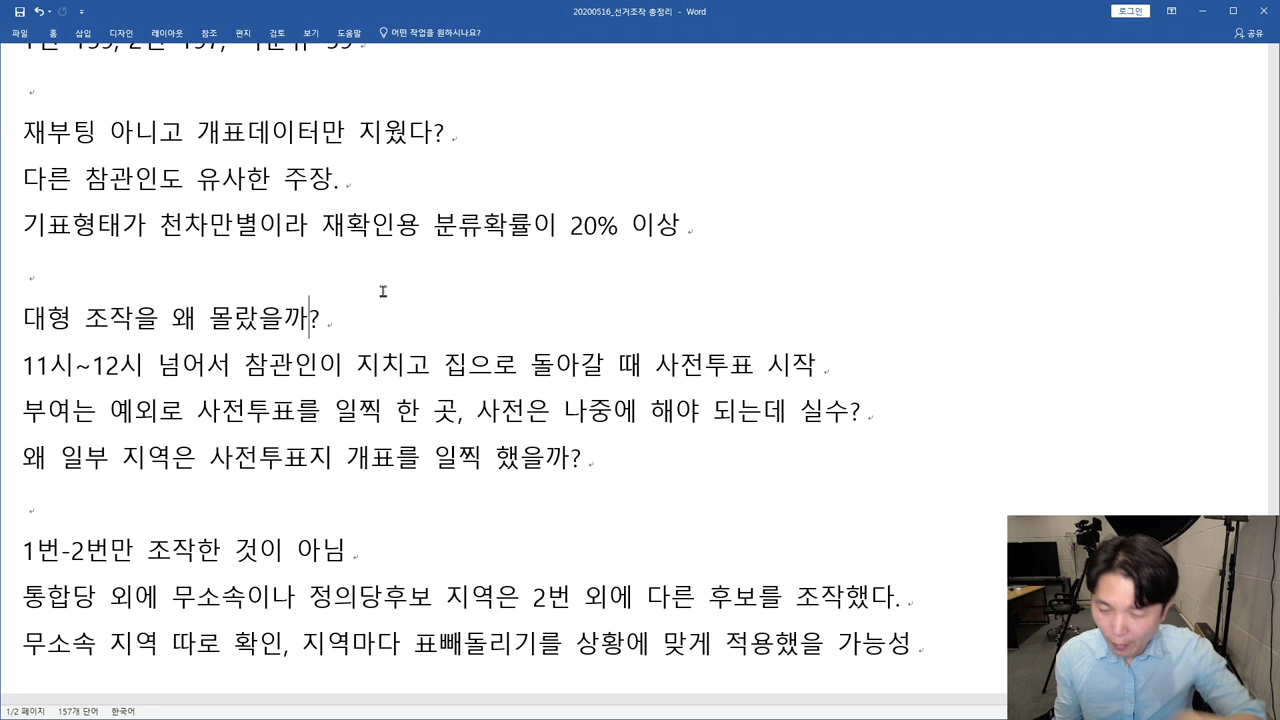 20200516_선거조작 총정리 - Word
로그인
파일 홈 삽입 디자인 레이아웃 참조 편지 검토 보기 도움말 어떤 작업을 원하시나요? 공유
재부팅 아니고 개표데이터만 지웠다?
다른 참관인도 유사한 주장.
기표형태가 천차만별이라 재확인용 분류확률이 20% 이상
대형 조작을 왜 몰랐을까?
11시~12시 넘어서 참관인이 지치고 집으로 돌아갈 때 사전투표 시작
부여는 예외로 사전투표를 일찍 한 곳, 사전은 나중에 해야 되는데 실수?
왜 일부 지역은 사전투표지 개표를 일찍 했을까?
1번-2번만 조작한 것이 아님
통합당 외에 무소속이나 정의당후보 지역은 2번 외에 다른 후보를 조작했다.
무소속 지역 따로 확인, 지역마다 표빼돌리기를 상황에 맞게 적용했을 가능성
1/2 페이지 157개 단어 한국어